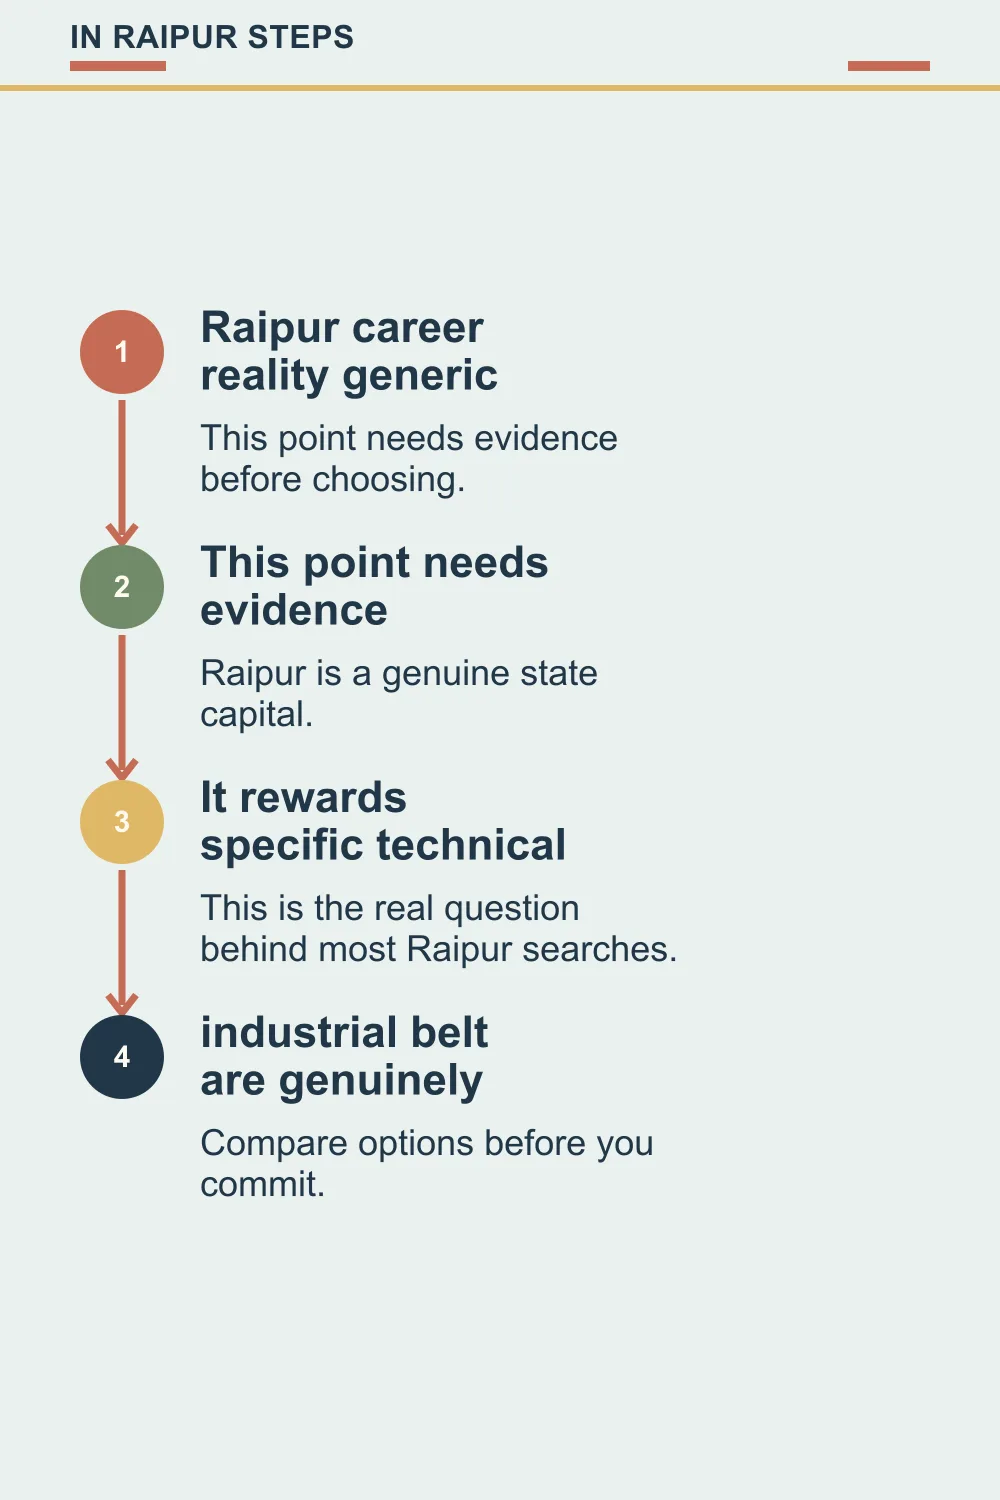 IN RAIPUR STEPS
1
Raipur career
reality generic
This point needs evidence
before choosing.
2
This point needs
evidence
Raipur is a genuine state
capital.
3
It rewards
specific technical
This is the real question
behind most Raipur searches.
4
industrial belt
are genuinely
Compare options before you
commit.